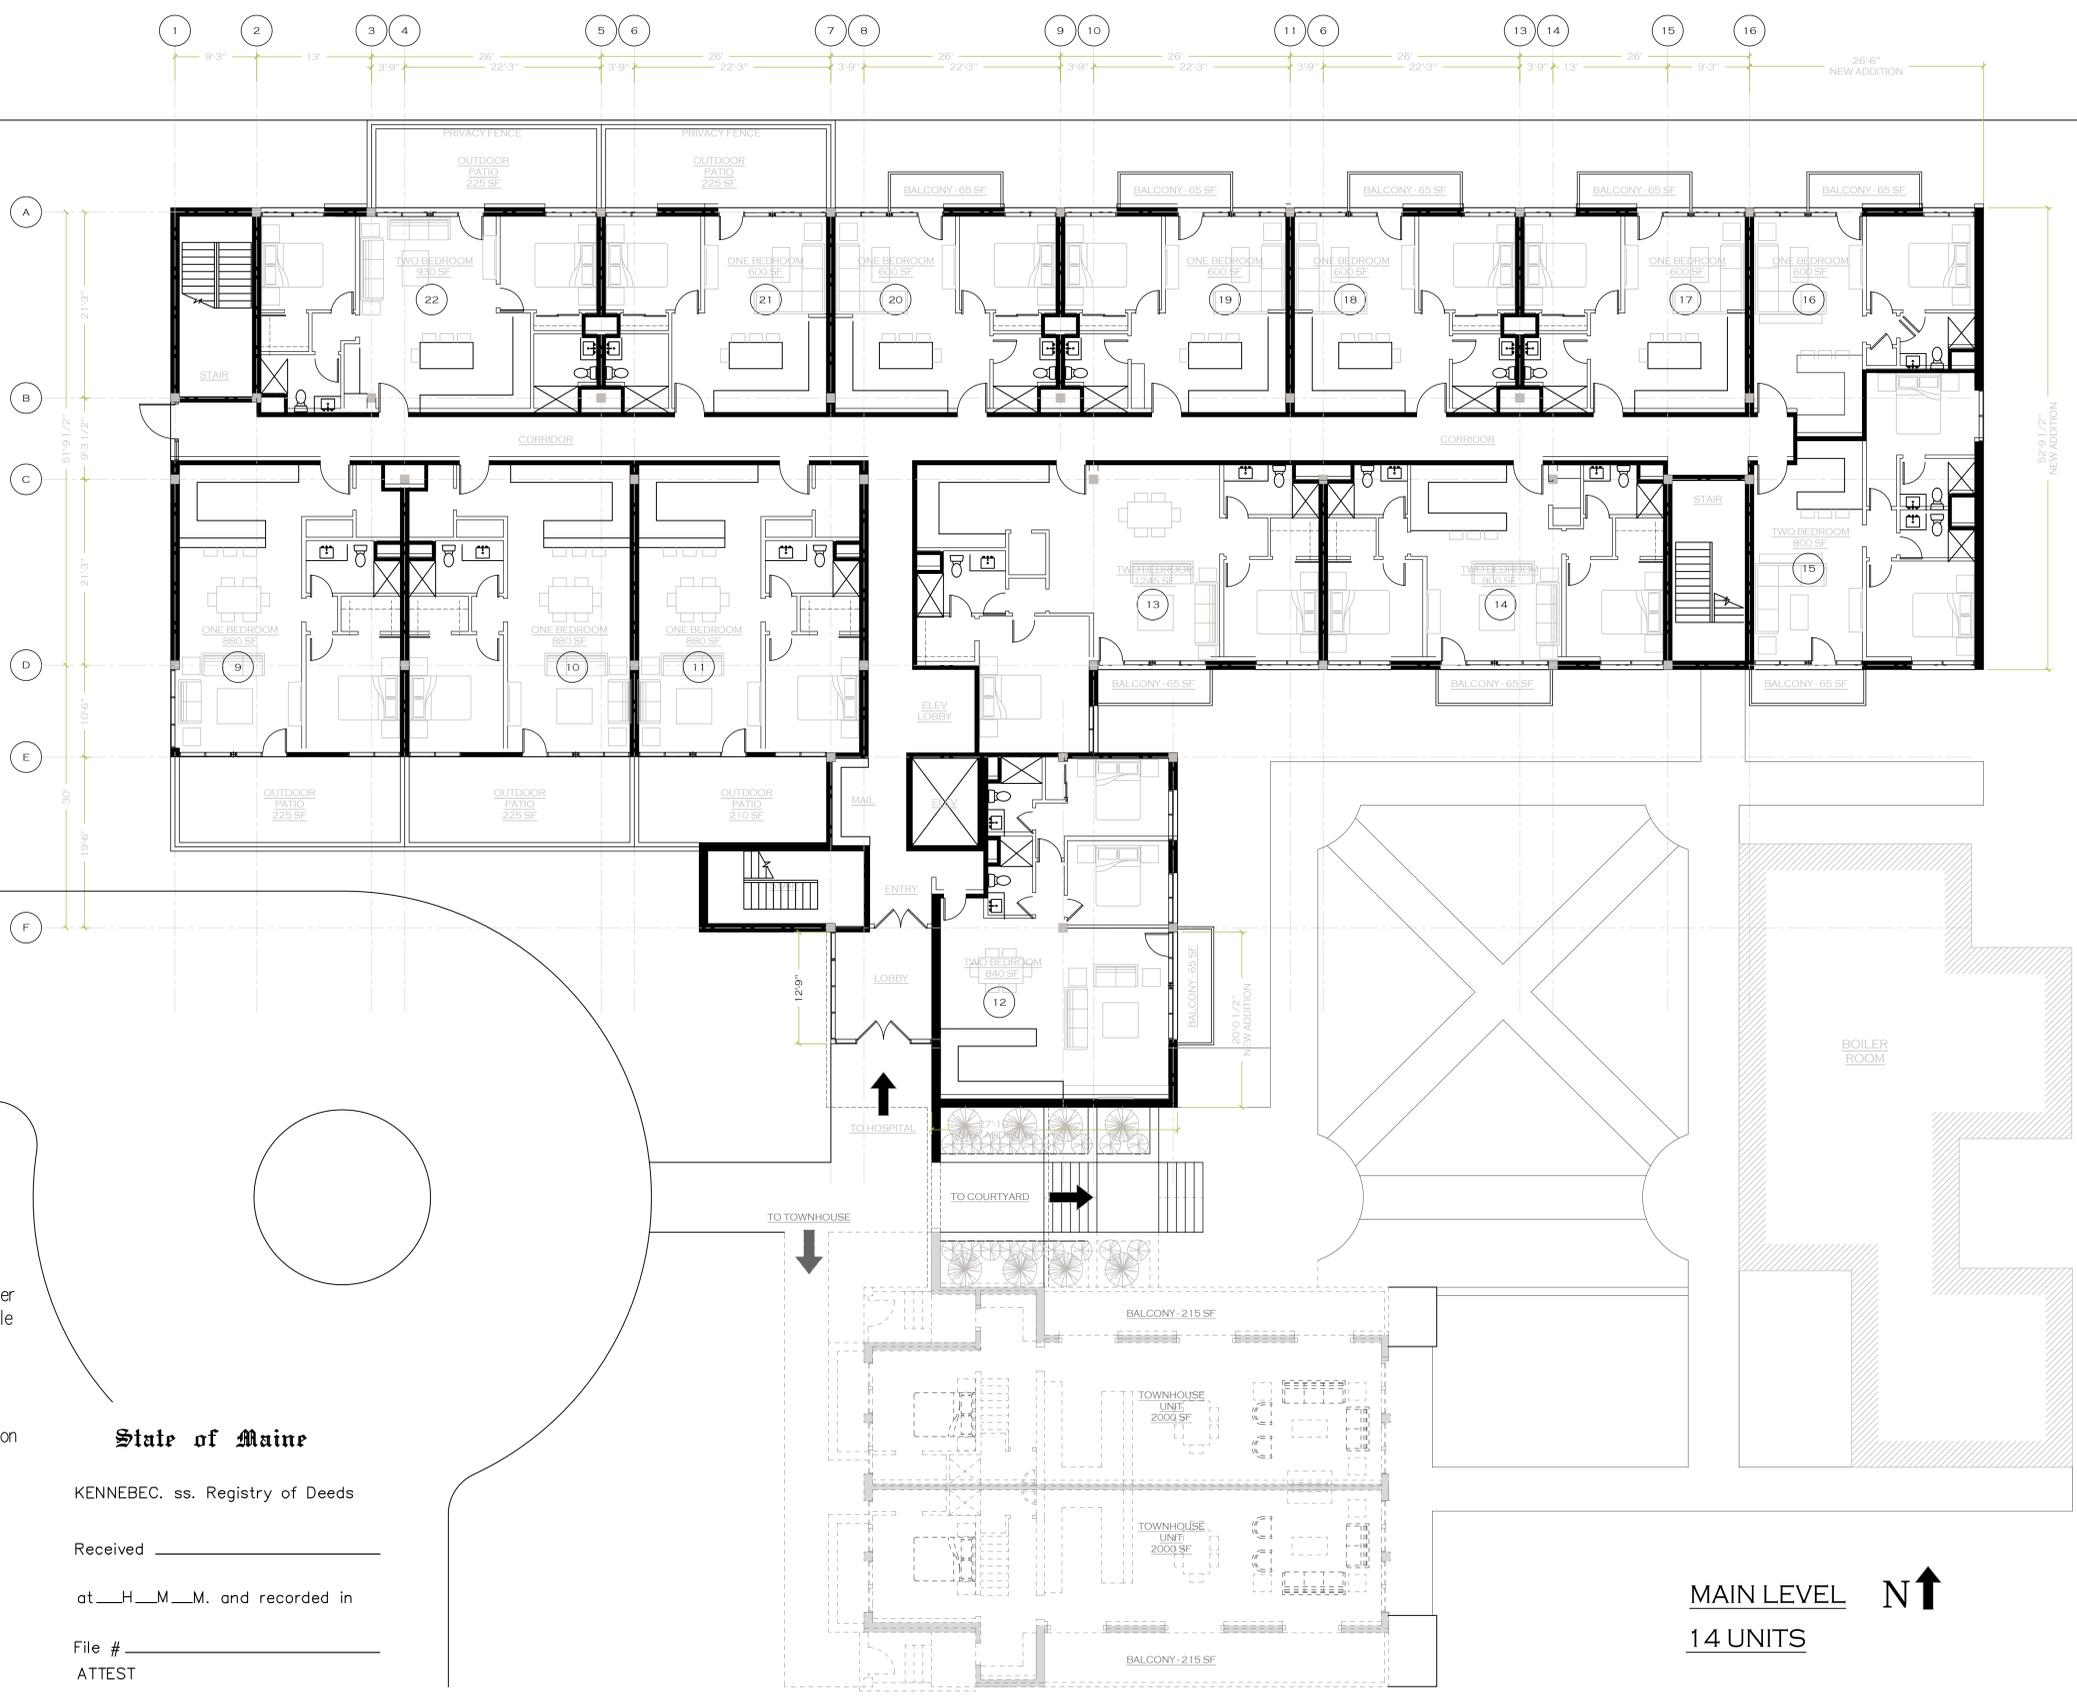 1 2 3 4 5 6 7 8 9 10 11 6 13 14 15 16
9'-3" 13' 26' 26' 26' 26' 26' 26' 26'-6"
NEW ADDITION
3'-9" 22'-3" 3'-9" 22'-3" 3'-9" 22'-3" 3'-9" 22'-3" 3'-9" 22'-3" 3'-9" 13' 9'-3"
PRIVACY FENCE PRIVACY FENCE
OUTDOOR
PATIO
225 SF
OUTDOOR
PATIO
225 SF
BALCONY - 65 SF BALCONY - 65 SF BALCONY - 65 SF BALCONY - 65 SF BALCONY - 65 SF
A
B
C
D
E
F
21'-3"
9'-3 1/2"
51'-9 1/2"
21'-3"
10'-6"
30'
19'-6"
52'-9 1/2"
NEW ADDITION
STAIR
TWO BEDROOM
930 SF
22
ONE BEDROOM
600 SF
21
ONE BEDROOM
600 SF
20
ONE BEDROOM
600 SF
19
ONE BEDROOM
600 SF
18
ONE BEDROOM
600 SF
17
ONE BEDROOM
600 SF
16
CORRIDOR CORRIDOR
ONE BEDROOM
880 SF
9
ONE BEDROOM
880 SF
10
ONE BEDROOM
880 SF
11
TWO BEDROOM
1245 SF
13
TWO BEDROOM
900 SF
14
STAIR
TWO BEDROOM
800 SF
15
BALCONY - 65 SF BALCONY - 65 SF BALCONY - 65 SF
ELEV
LOBBY
OUTDOOR
PATIO
225 SF
OUTDOOR
PATIO
225 SF
OUTDOOR
PATIO
210 SF
MAIL
ELEV
ENTRY
LOBBY
12'-9"
TWO BEDROOM
840 SF
12
BALCONY - 65 SF
20'-0 1/2"
NEW ADDITION
BOILER
ROOM
TO HOSPITAL
TO COURTYARD
TO TOWNHOUSE
BALCONY - 215 SF
TOWNHOUSE
UNIT
2000 SF
TOWNHOUSE
UNIT
2000 SF
BALCONY - 215 SF
er
le
on
State of Maine
KENNEBEC. ss. Registry of Deeds
Received
at H M M. and recorded in
File #
ATTEST
MAIN LEVEL
14 UNITS
N